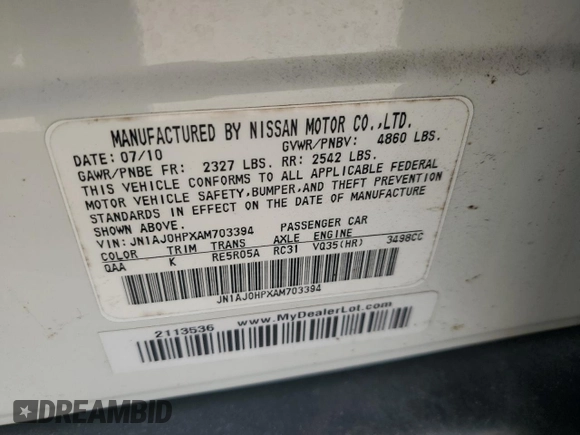 MANUFACTURED BY NISSAN MOTOR CO.,LTD.
DATE: 07/10 GVWR/PNBV: 4860 LBS.
GAWR/PNBE FR: 2327 LBS. RR: 2542 LBS.
THIS VEHICLE CONFORMS TO ALL APPLICABLE FEDERAL
MOTOR VEHICLE SAFETY,BUMPER,AND THEFT PREVENTION
STANDARDS IN EFFECT ON THE DATE OF MANUFACTURE
SHOWN ABOVE.
VIN: JN1AJ0HPXAM703394 PASSENGER CAR
COLOR TRIM TRANS AXLE ENGINE
QAA K RE5R05A RC31 VQ35(HR) 3498CC
JN1AJ0HPXAM703394
2113536 www.MyDealerLot.com
DREAMBID